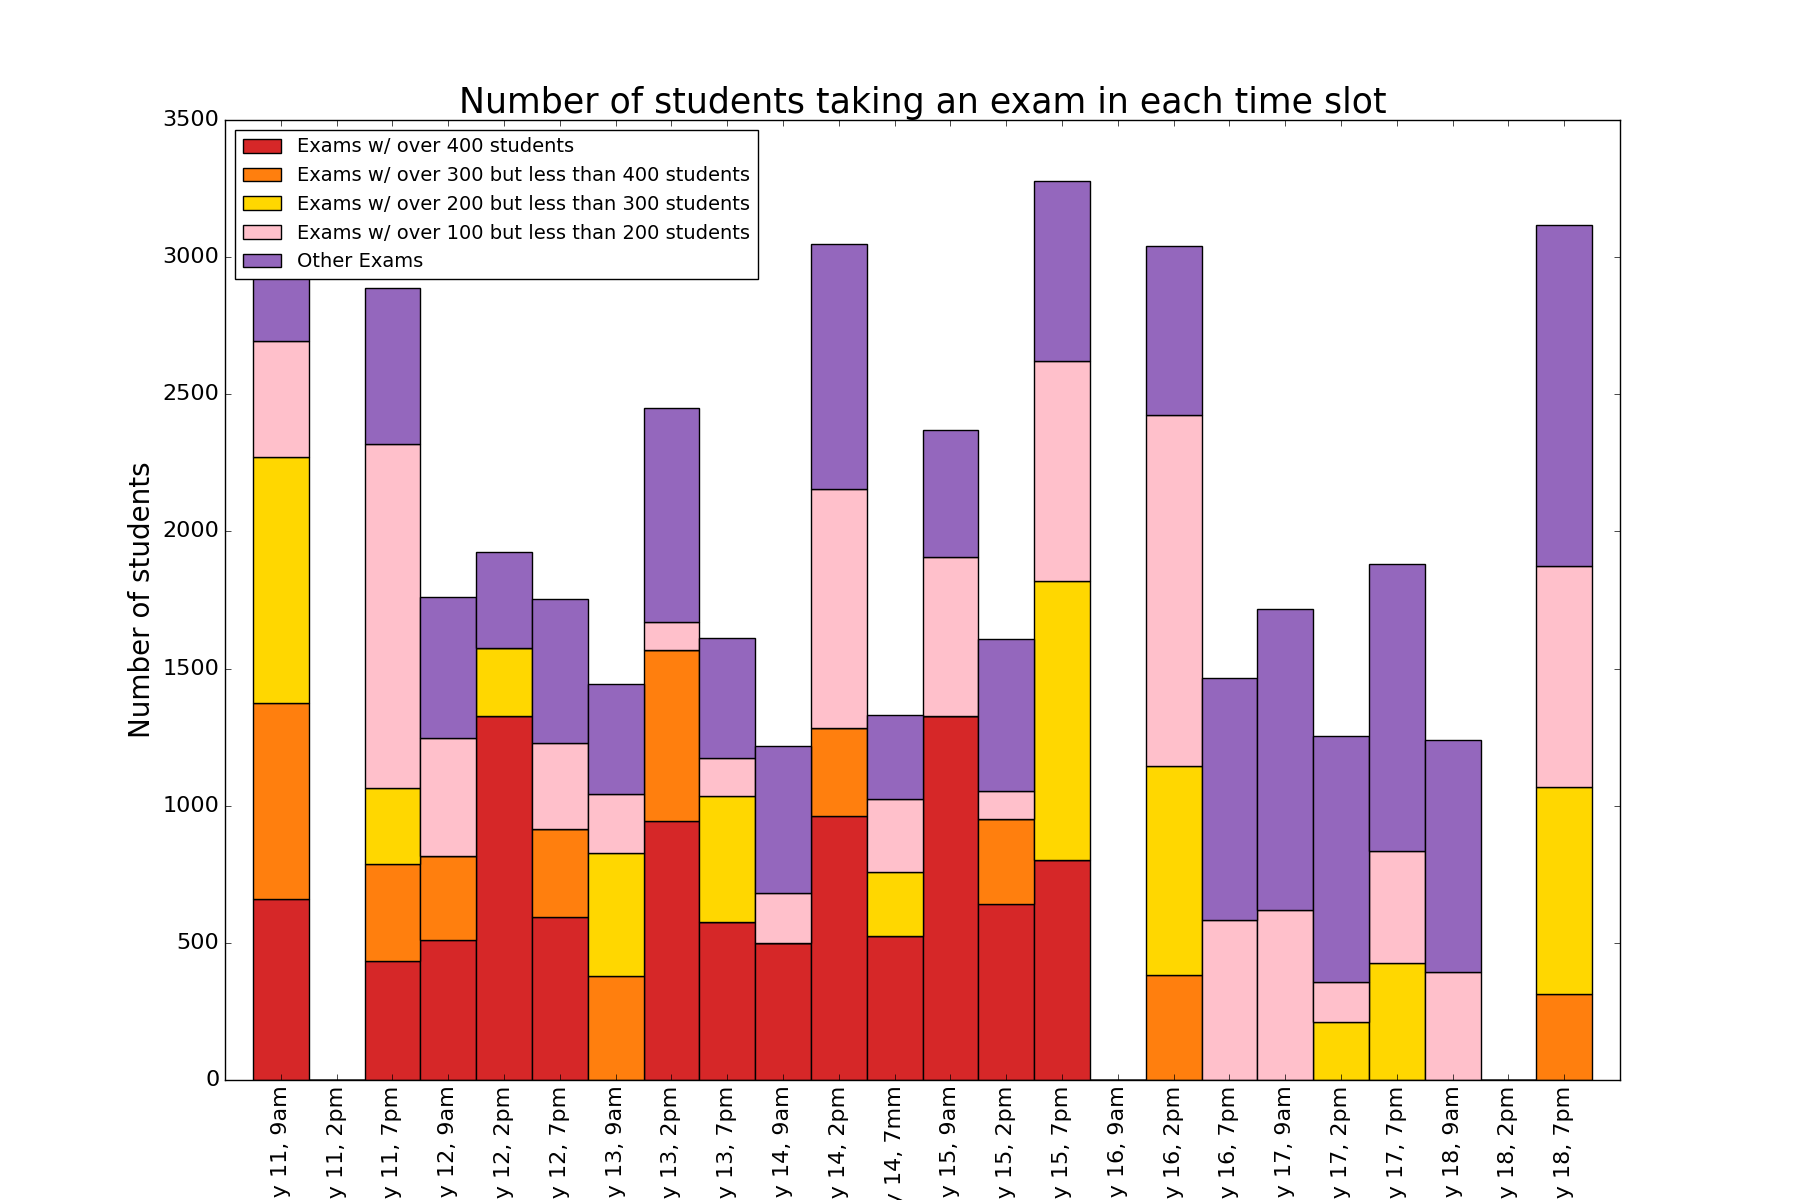 Number of students taking an exam in each time slot
3500
3000
2500
2000
1500
1000
500
0
Number of students
Exams w/ over 400 students
Exams w/ over 300 but less than 400 students
Exams w/ over 200 but less than 300 students
Exams w/ over 100 but less than 200 students
Other Exams
y 11, 9am
y 11, 2pm
y 11, 7pm
y 12, 9am
y 12, 2pm
y 12, 7pm
y 13, 9am
y 13, 2pm
y 13, 7pm
y 14, 9am
y 14, 2pm
y 14, 7mm
y 15, 9am
y 15, 2pm
y 15, 7pm
y 16, 9am
y 16, 2pm
y 16, 7pm
y 17, 9am
y 17, 2pm
y 17, 7pm
y 18, 9am
y 18, 2pm
y 18, 7pm